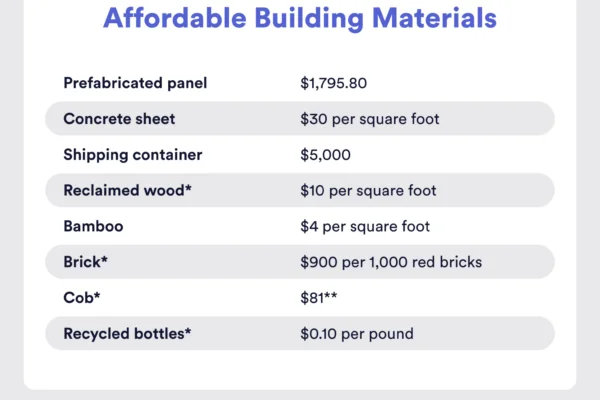 Affordable Building Materials
Prefabricated panel $1,795.80
Concrete sheet $30 per square foot
Shipping container $5,000
Reclaimed wood* $10 per square foot
Bamboo $4 per square foot
Brick* $900 per 1,000 red bricks
Cob* $81**
Recycled bottles* $0.10 per pound